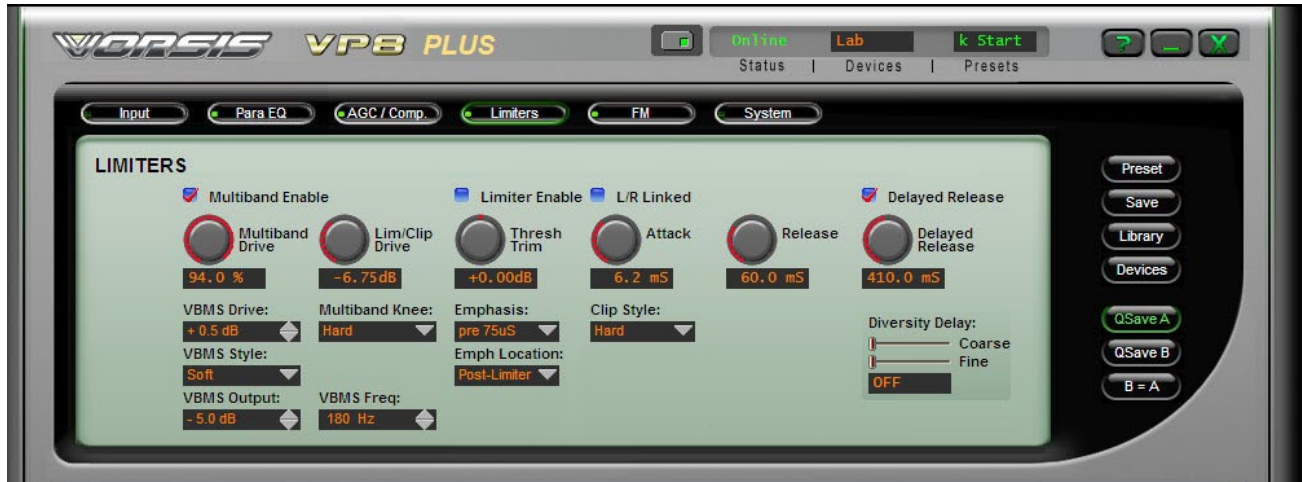 VORSIS VP8 PLUS
Online Lab k Start
Status | Devices | Presets
? _ X
Input Para EQ AGC / Comp. Limiters FM System
LIMITERS
Multiband Enable Limiter Enable L/R Linked Delayed Release
Multiband Drive Lim/Clip Drive Thresh Trim Attack Release Delayed Release
94.0 % -6.75dB +0.00dB 6.2 mS 60.0 mS 410.0 mS
VBMS Drive: Multiband Knee: Emphasis: Clip Style:
+ 0.5 dB Hard pre 75uS Hard
VBMS Style: Emph Location:
Soft Post-Limiter
VBMS Output: VBMS Freq:
- 5.0 dB 180 Hz
Diversity Delay:
Coarse
Fine
OFF
Preset
Save
Library
Devices
QSave A
QSave B
B = A